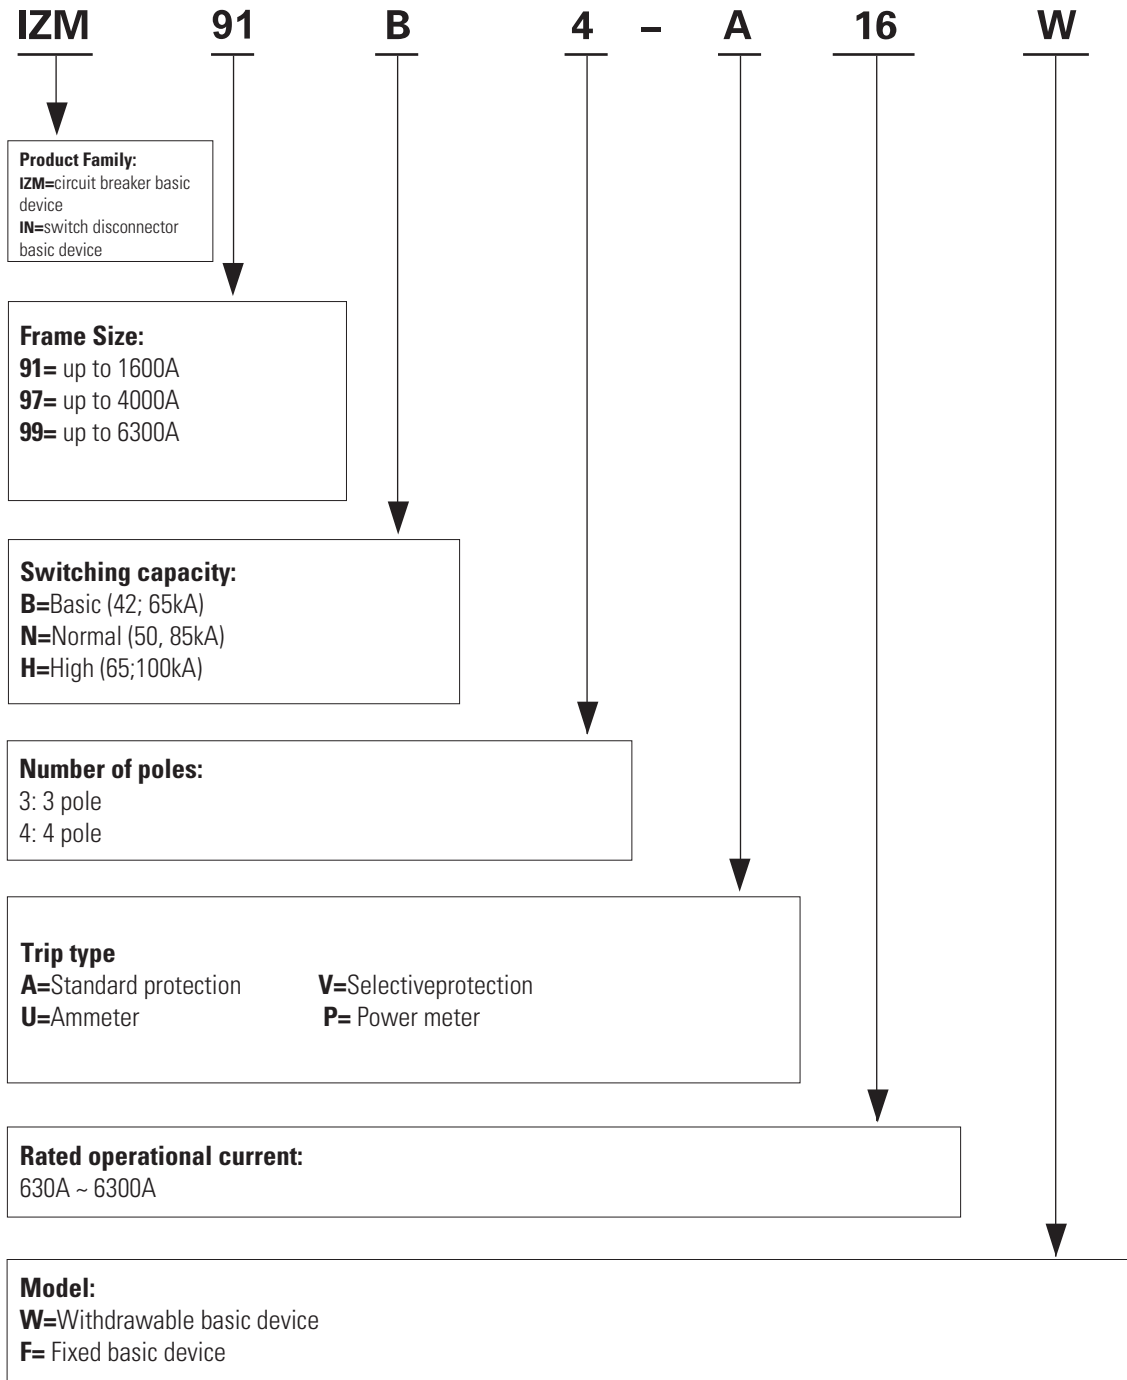 IZM 91 B 4 – A 16 W
Product Family:
IZM=circuit breaker basic
device
IN=switch disconnector
basic device
Frame Size:
91= up to 1600A
97= up to 4000A
99= up to 6300A
Switching capacity:
B=Basic (42; 65kA)
N=Normal (50, 85kA)
H=High (65;100kA)
Number of poles:
3: 3 pole
4: 4 pole
Trip type
A=Standard protection V=Selectiveprotection
U=Ammeter P= Power meter
Rated operational current:
630A ~ 6300A
Model:
W=Withdrawable basic device
F= Fixed basic device